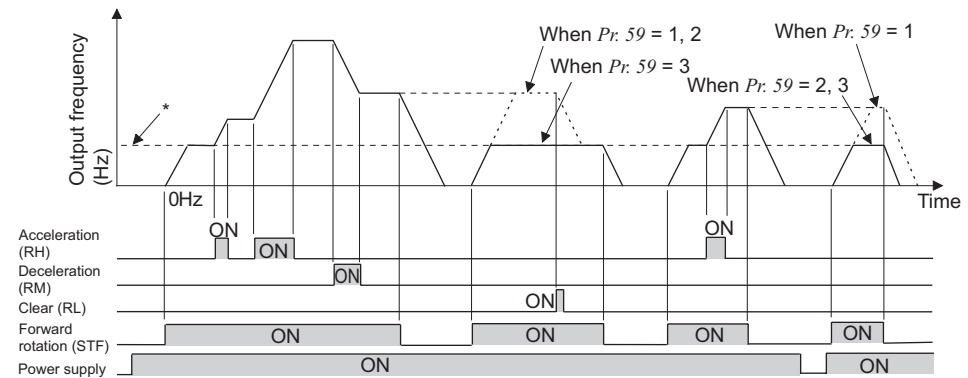 Output frequency
(Hz)
*
When Pr. 59 = 1, 2
When Pr. 59 = 3
When Pr. 59 = 1
When Pr. 59 = 2, 3
0Hz
Time
Acceleration
(RH)
ON
ON
ON
Deceleration
(RM)
ON
Clear (RL)
ON
Forward
rotation (STF)
ON
ON
ON
ON
Power supply
ON
ON